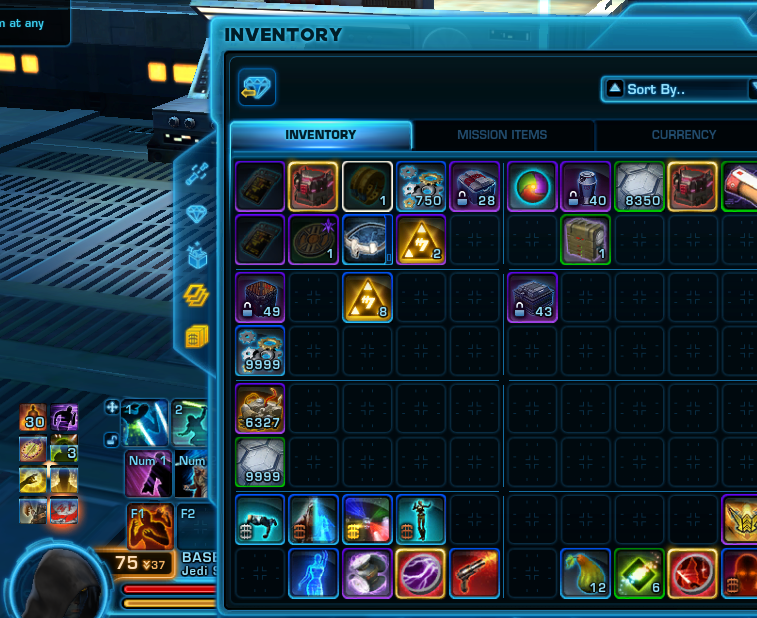 m at any
INVENTORY
Sort By..
INVENTORY
MISSION ITEMS
CURRENCY
1
750
28
40
8350
1
2
1
49
8
43
9999
6327
9999
30
3
1
2
Num 1
Num
F1
F2
75
37
BASE
Jedi S
12
6